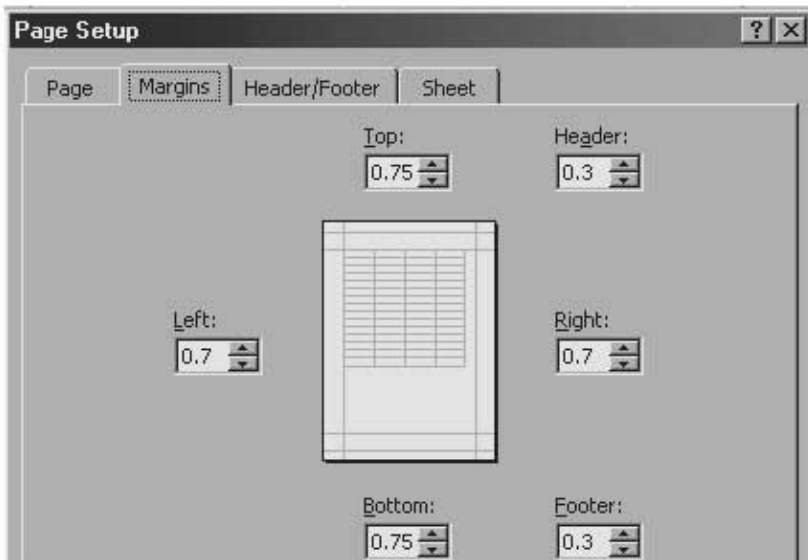 Page Setup
Page Margins Header/Footer Sheet
Top: Header:
0.75 0.3
Left: Right:
0.7 0.7
Bottom: Footer:
0.75 0.3